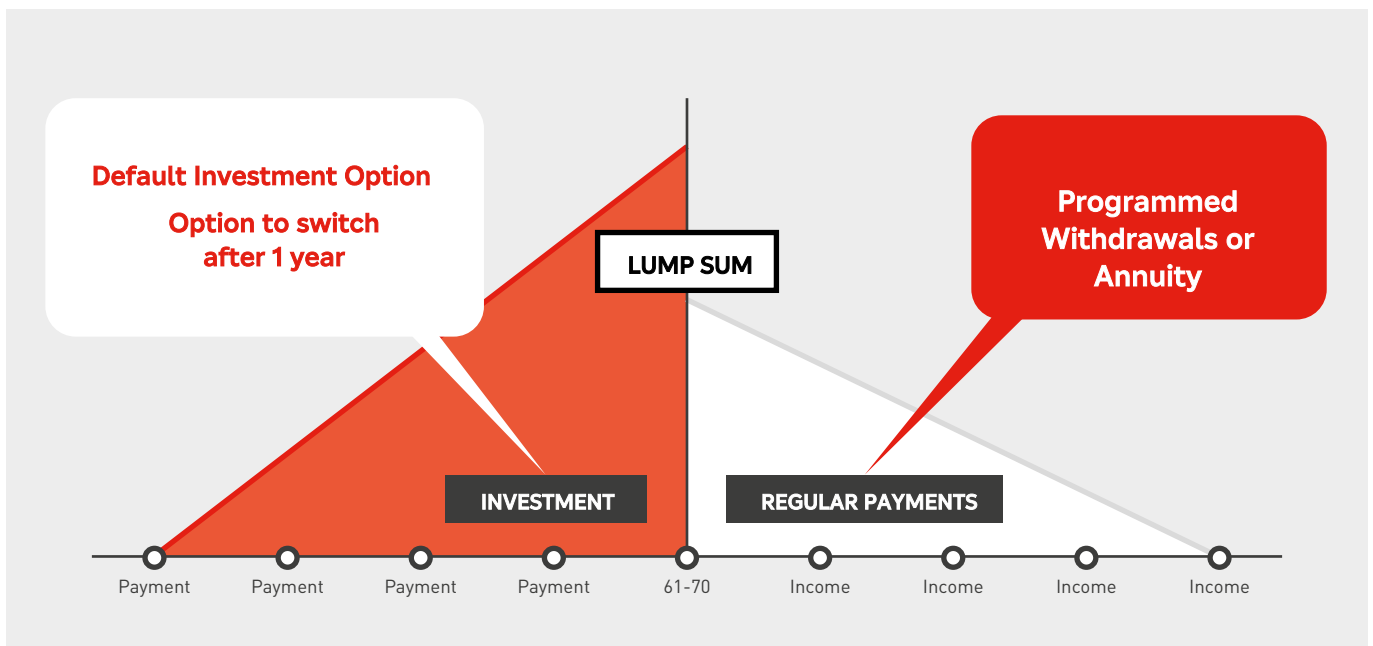 Default Investment Option
Option to switch
after 1 year
LUMP SUM
Programmed
Withdrawals or
Annuity
INVESTMENT
REGULAR PAYMENTS
Payment
Payment
Payment
Payment
61-70
Income
Income
Income
Income